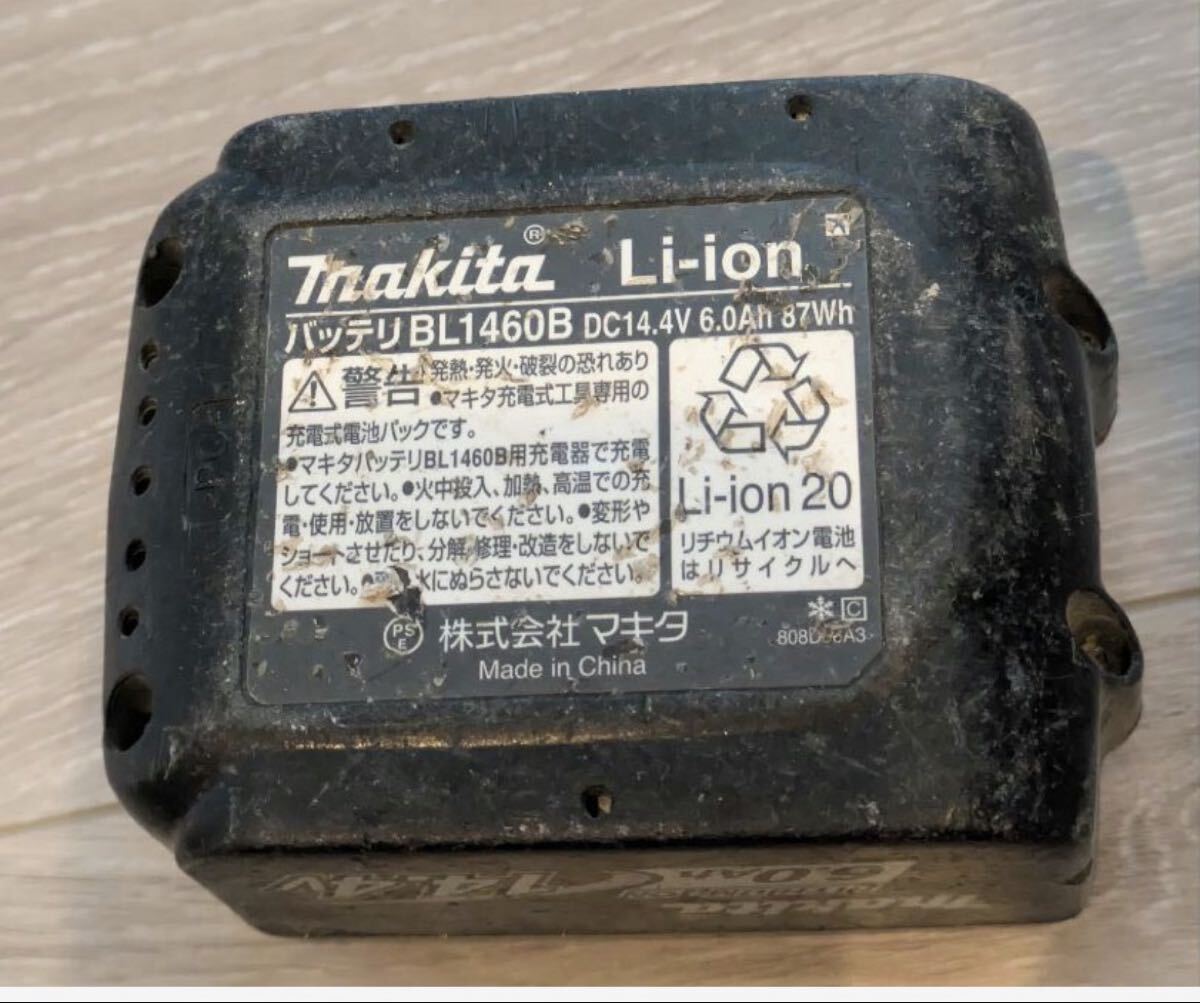 makita® Li-ion
バッテリBL1460B DC14.4V 6.0Ah 87Wh
警告 ・発熱・発火・破裂の恐れあり
●マキタ充電式工具専用の
充電式電池パックです。
●マキタバッテリBL1460B用充電器で充電
してください。●火中投入、加熱、高温での充
電・使用・放置をしないでください。●変形や
ショートさせたり、分解、修理・改造をしないで
ください。 水にぬらさないでください。
Li-ion 20
リチウムイオン電池
はリサイクルへ
PS
E
株式会社マキタ
Made in China
C
makita 6.0Ah 14.4V